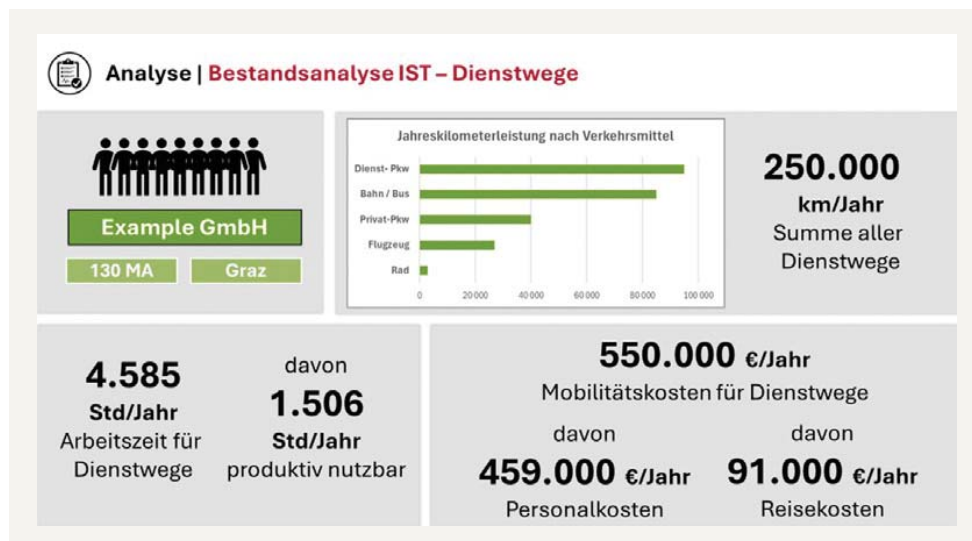 Analyse | Bestandsanalyse IST – Dienstwege
Example GmbH
130 MA
Graz
Jahreskilometerleistung nach Verkehrsmittel
Dienst- Pkw
Bahn / Bus
Privat-Pkw
Flugzeug
Rad
0 20 000 40 000 60 000 80 000 100 000
250.000
km/Jahr
Summe aller
Dienstwege
4.585
Std/Jahr
Arbeitszeit für
Dienstwege
davon
1.506
Std/Jahr
produktiv nutzbar
550.000 €/Jahr
Mobilitätskosten für Dienstwege
davon
459.000 €/Jahr
Personalkosten
davon
91.000 €/Jahr
Reisekosten